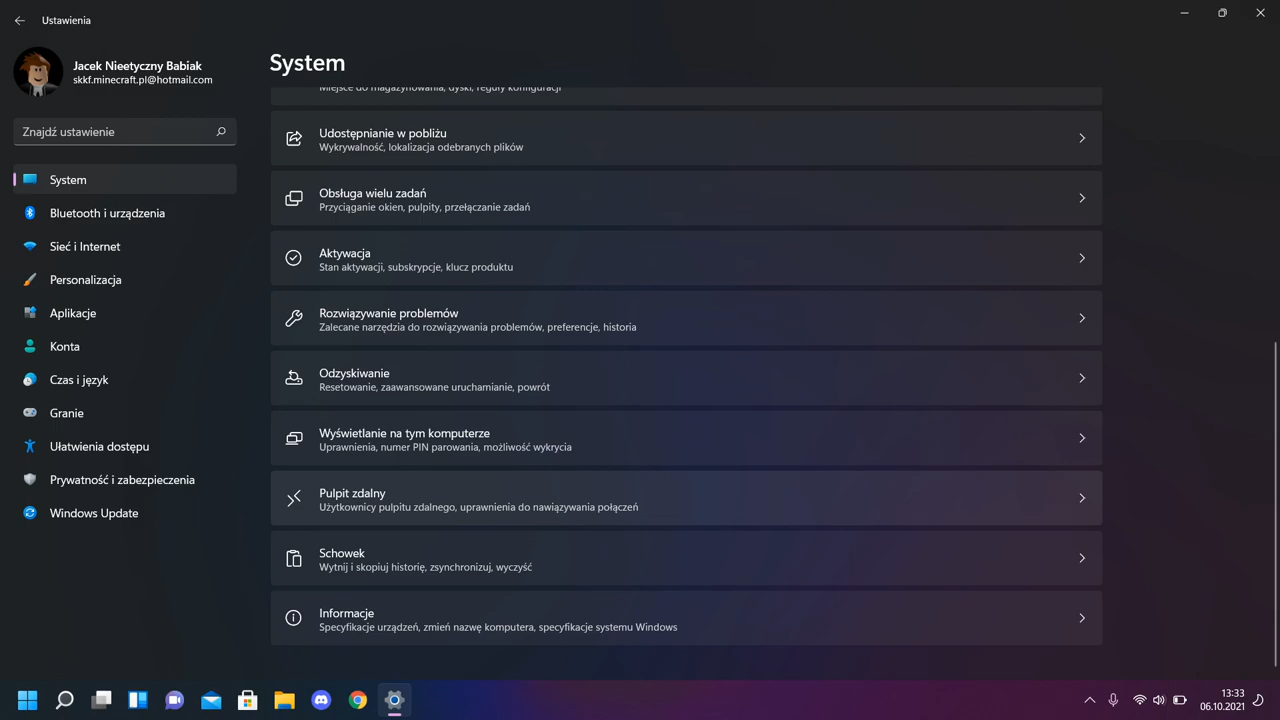 Ustawienia
Jacek Nieetyczny Babiak
skkf.minecraft.pl@hotmail.com
Znajdź ustawienie
System
Bluetooth i urządzenia
Sieć i Internet
Personalizacja
Aplikacje
Konta
Czas i język
Granie
Ułatwienia dostępu
Prywatność i zabezpieczenia
Windows Update
System
Miejsce do magazynowania, dyski, reguły konfiguracji
Udostępnianie w pobliżu
Wykrywalność, lokalizacja odebranych plików
Obsługa wielu zadań
Przyciąganie okien, pulpity, przełączanie zadań
Aktywacja
Stan aktywacji, subskrypcje, klucz produktu
Rozwiązywanie problemów
Zalecane narzędzia do rozwiązywania problemów, preferencje, historia
Odzyskiwanie
Resetowanie, zaawansowane uruchamianie, powrót
Wyświetlanie na tym komputerze
Uprawnienia, numer PIN parowania, możliwość wykrycia
Pulpit zdalny
Użytkownicy pulpitu zdalnego, uprawnienia do nawiązywania połączeń
Schowek
Wytnij i skopiuj historię, zsynchronizuj, wyczyść
Informacje
Specyfikacje urządzeń, zmień nazwę komputera, specyfikacje systemu Windows
13:33
06.10.2021